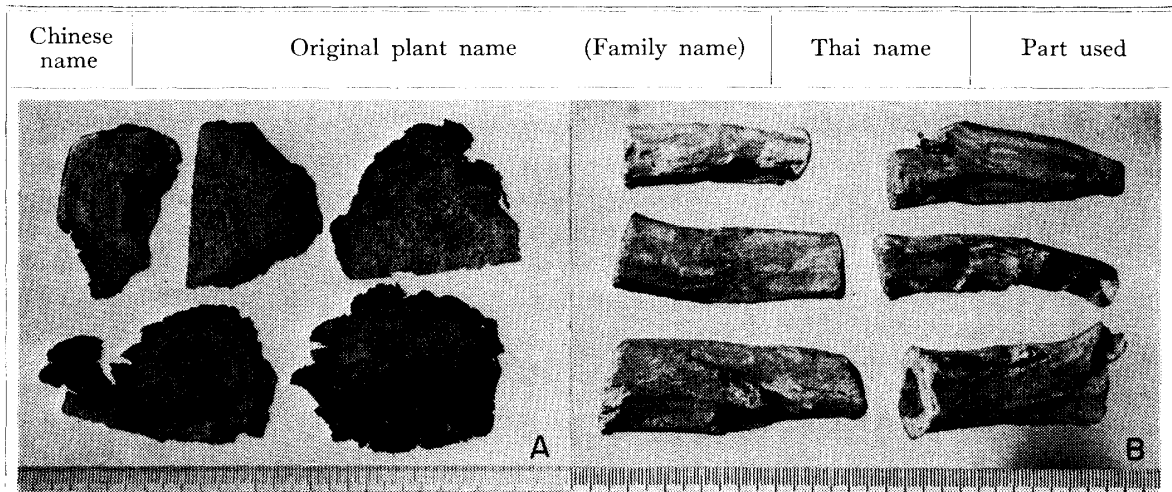 Chinese name
Original plant name (Family name)
Thai name
Part used
A
B